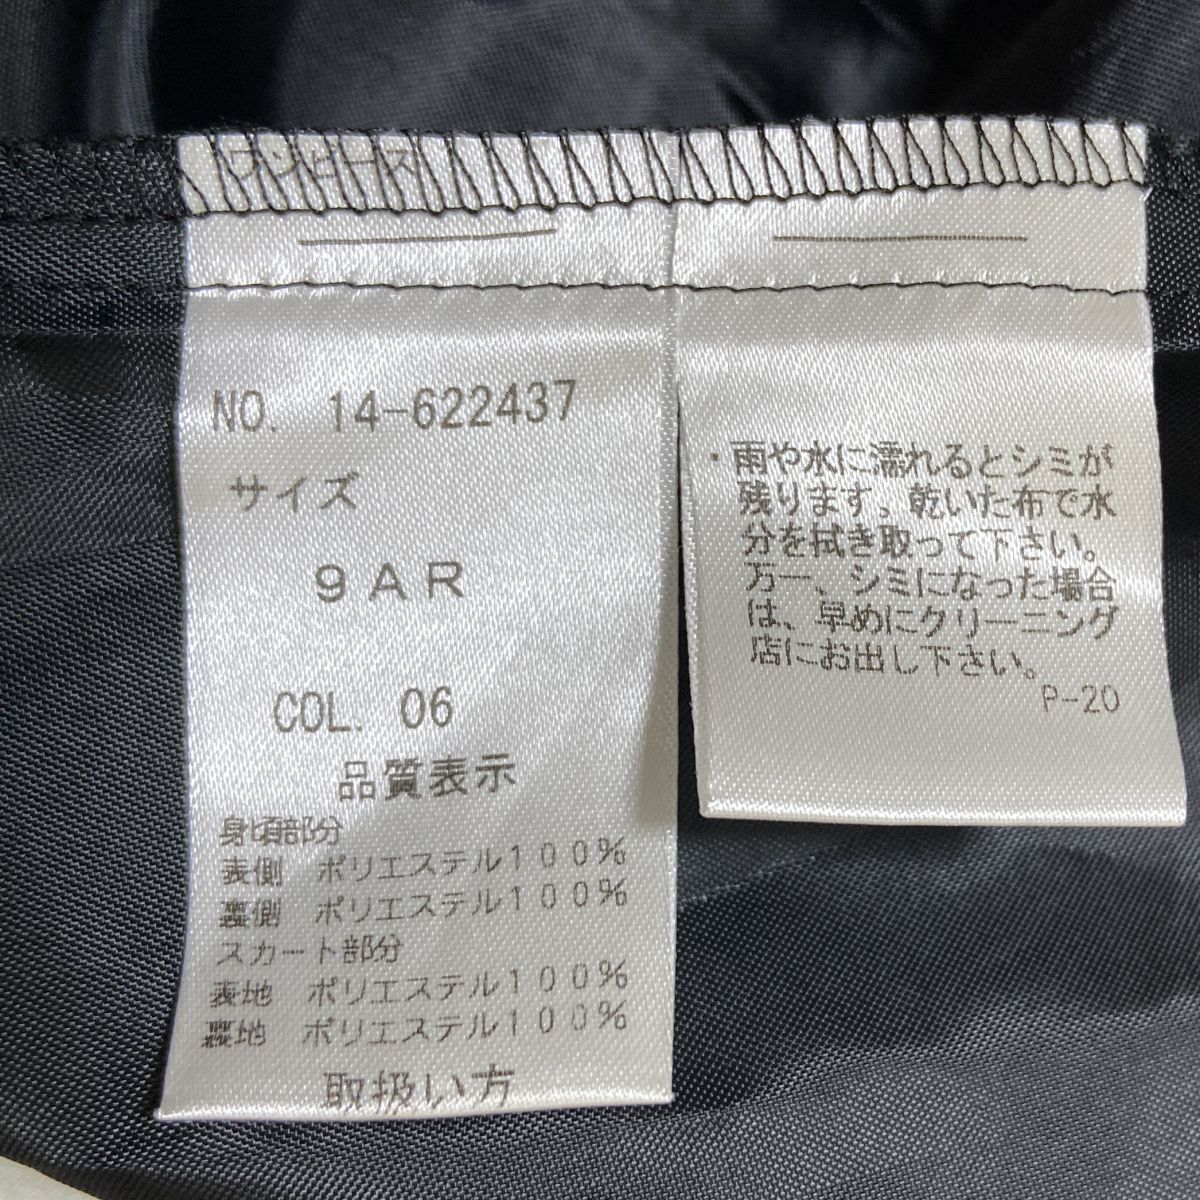 ワンピース
NO. 14-622437
サイズ
9AR
COL. 06
品質表示
身頃部分
表側 ポリエステル100%
裏側 ポリエステル100%
スカート部分
表地 ポリエステル100%
裏地 ポリエステル100%
取扱い方
・雨や水に濡れるとシミが
残ります、乾いた布で水
分を拭き取って下さい。
万一、シミになった場合
は、早めにクリーニング
店にお出し下さい。
P-20